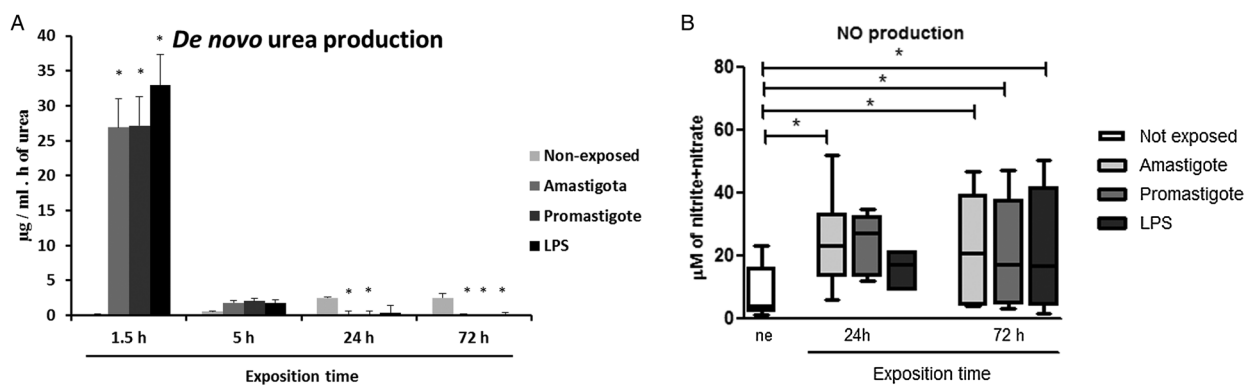 A
De novo urea production
*
* *
40
35
30
25
20
15
10
5
0
µg / ml . h of urea
* *
* * *
1.5 h 5 h 24 h 72 h
Exposition time
Non-exposed
Amastigota
Promastigote
LPS
B
NO production
*
*
*
*
80
60
40
20
0
µM of nitrite+nitrate
ne 24h 72 h
Exposition time
Not exposed
Amastigote
Promastigote
LPS